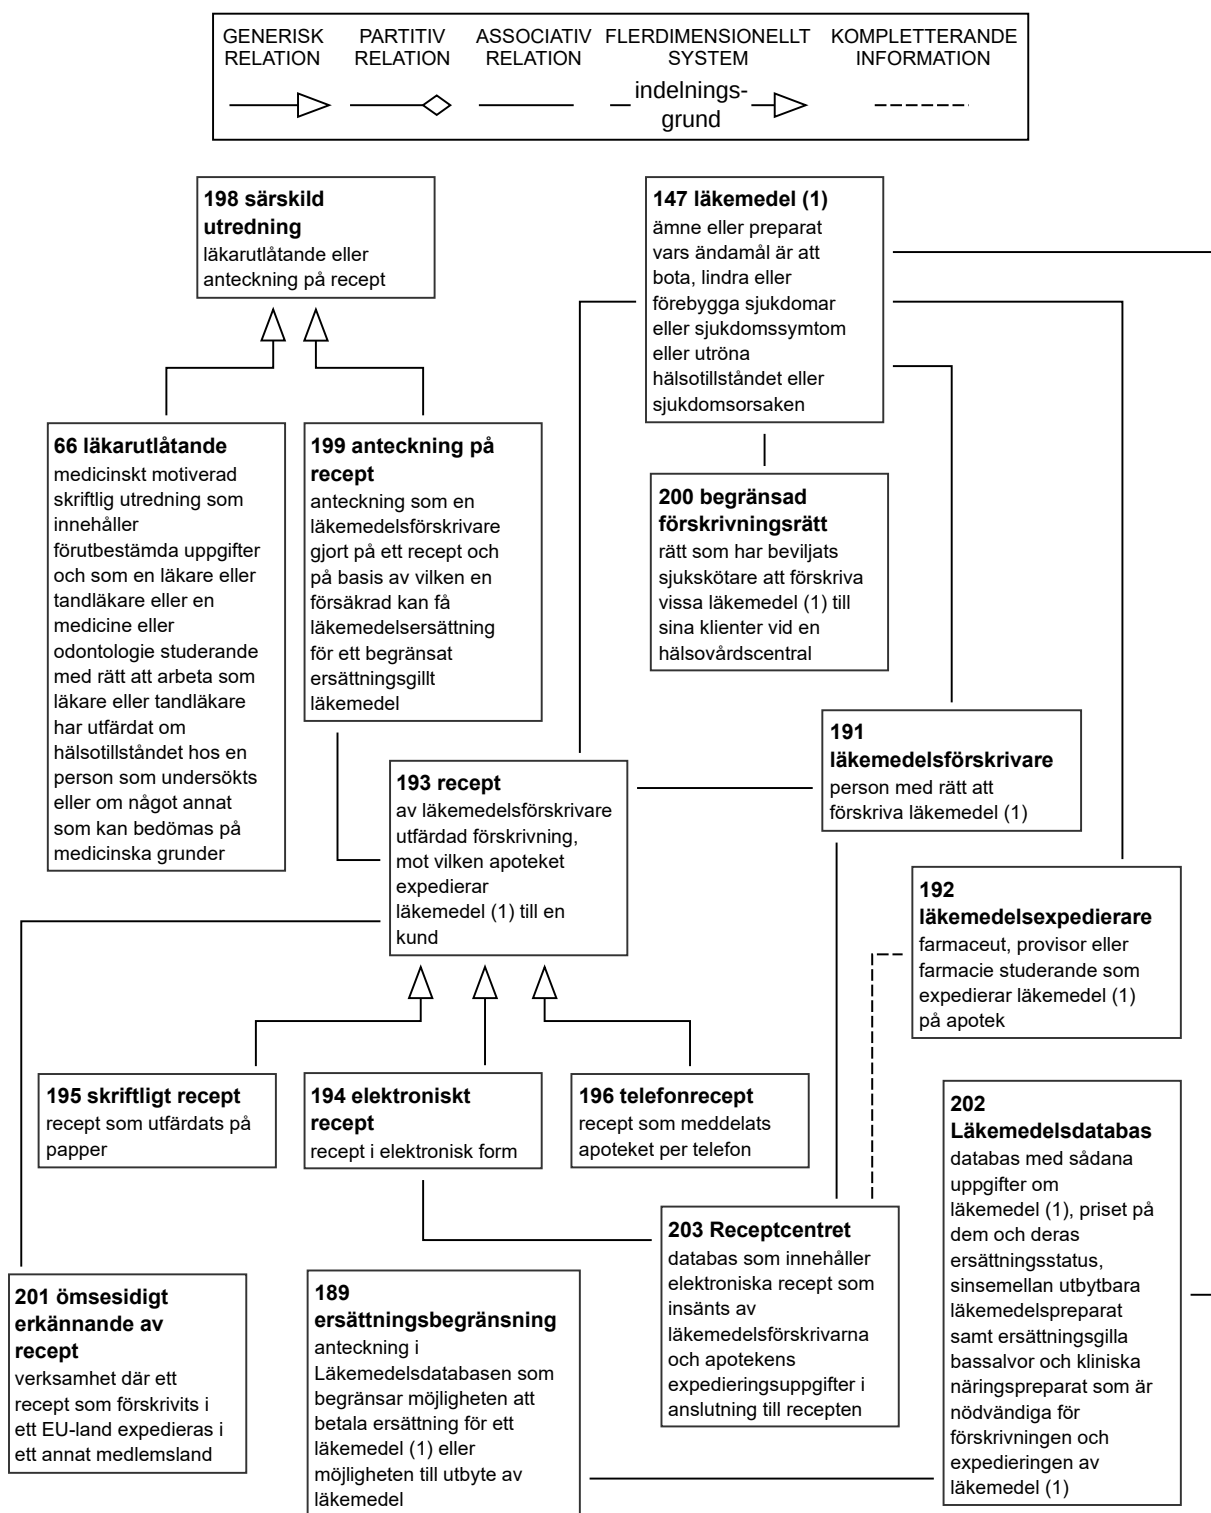 GENERISK
RELATION
PARTITIV
RELATION
ASSOCIATIV
RELATION
FLERDIMENSIONELLT
SYSTEM
indelnings-
grund
KOMPLETTERANDE
INFORMATION
198 särskild
utredning
läkarutlåtande eller
anteckning på recept
147 läkemedel (1)
ämne eller preparat
vars ändamål är att
bota, lindra eller
förebygga sjukdomar
eller sjukdomssymtom
eller utröna
hälsotillståndet eller
sjukdomsorsaken
66 läkarutlåtande
medicinskt motiverad
skriftlig utredning som
innehåller
förutbestämda uppgifter
och som en läkare eller
tandläkare eller en
medicine eller
odontologie studerande
med rätt att arbeta som
läkare eller tandläkare
har utfärdat om
hälsotillståndet hos en
person som undersökts
eller om något annat
som kan bedömas på
medicinska grunder
199 anteckning på
recept
anteckning som en
läkemedelsförskrivare
gjort på ett recept och
på basis av vilken en
försäkrad kan få
läkemedelsersättning
för ett begränsat
ersättningsgillt
läkemedel
200 begränsad
förskrivningsrätt
rätt som har beviljats
sjukskötare att förskriva
vissa läkemedel (1) till
sina klienter vid en
hälsovårdscentral
191
läkemedelsförskrivare
person med rätt att
förskriva läkemedel (1)
193 recept
av läkemedelsförskrivare
utfärdad förskrivning,
mot vilken apoteket
expedierar
läkemedel (1) till en
kund
192
läkemedelsexpedierare
farmaceut, provisor eller
farmacie studerande som
expedierar läkemedel (1)
på apotek
195 skriftligt recept
recept som utfärdats på
papper
194 elektroniskt
recept
recept i elektronisk form
196 telefonrecept
recept som meddelats
apoteket per telefon
202
Läkemedelsdatabas
databas med sådana
uppgifter om
läkemedel (1), priset på
dem och deras
ersättningsstatus,
sinsemellan utbytbara
läkemedelspreparat
samt ersättningsgilla
bassalvor och kliniska
näringspreparat som är
nödvändiga för
förskrivningen och
expedieringen av
läkemedel (1)
203 Receptcentret
databas som innehåller
elektroniska recept som
insänts av
läkemedelsförskrivarna
och apotekens
expedieringsuppgifter i
anslutning till recepten
201 ömsesidigt
erkännande av
recept
verksamhet där ett
recept som förskrivits i
ett EU-land expedieras i
ett annat medlemsland
189
ersättningsbegränsning
anteckning i
Läkemedelsdatabasen som
begränsar möjligheten att
betala ersättning för ett
läkemedel (1) eller
möjligheten till utbyte av
läkemedel